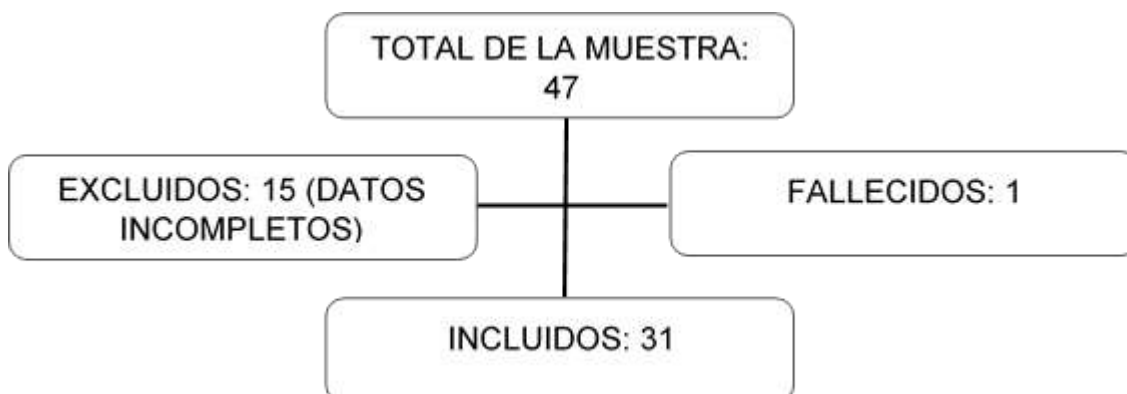 TOTAL DE LA MUESTRA:
47
EXCLUIDOS: 15 (DATOS
INCOMPLETOS)
FALLECIDOS: 1
INCLUIDOS: 31